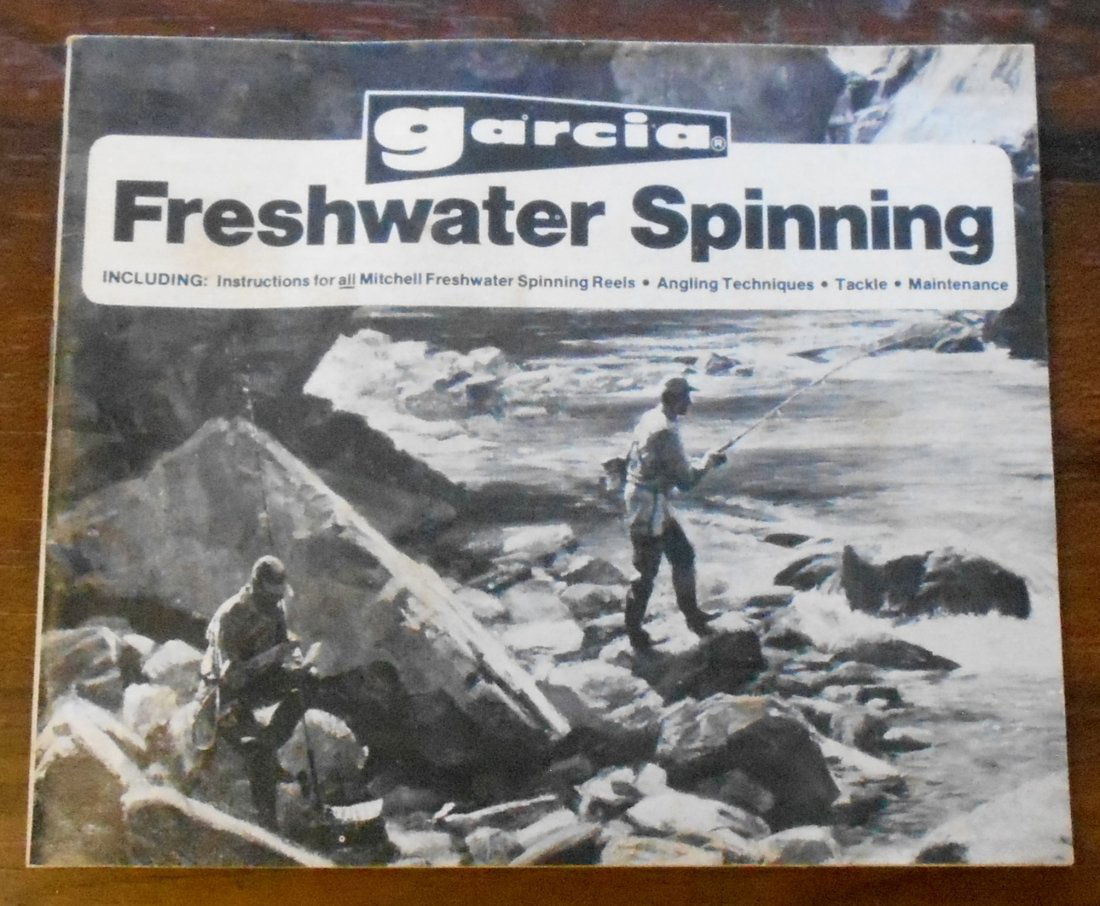 garcia®
Freshwater Spinning
INCLUDING: Instructions for all Mitchell Freshwater Spinning Reels • Angling Techniques • Tackle • Maintenance